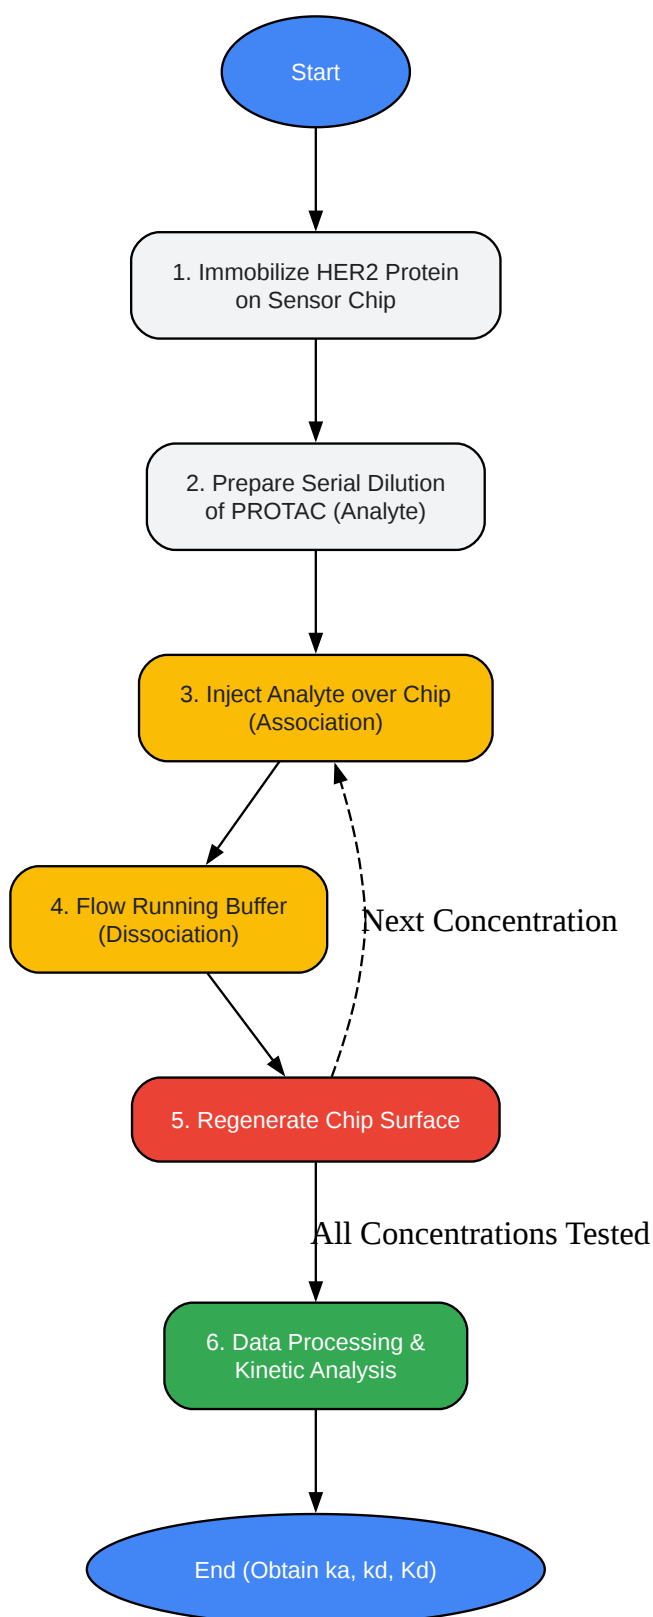 Start
1. Immobilize HER2 Protein
on Sensor Chip
2. Prepare Serial Dilution
of PROTAC (Analyte)
3. Inject Analyte over Chip
(Association)
4. Flow Running Buffer
(Dissociation)
Next Concentration
5. Regenerate Chip Surface
All Concentrations Tested
6. Data Processing &
Kinetic Analysis
End (Obtain ka, kd, Kd)